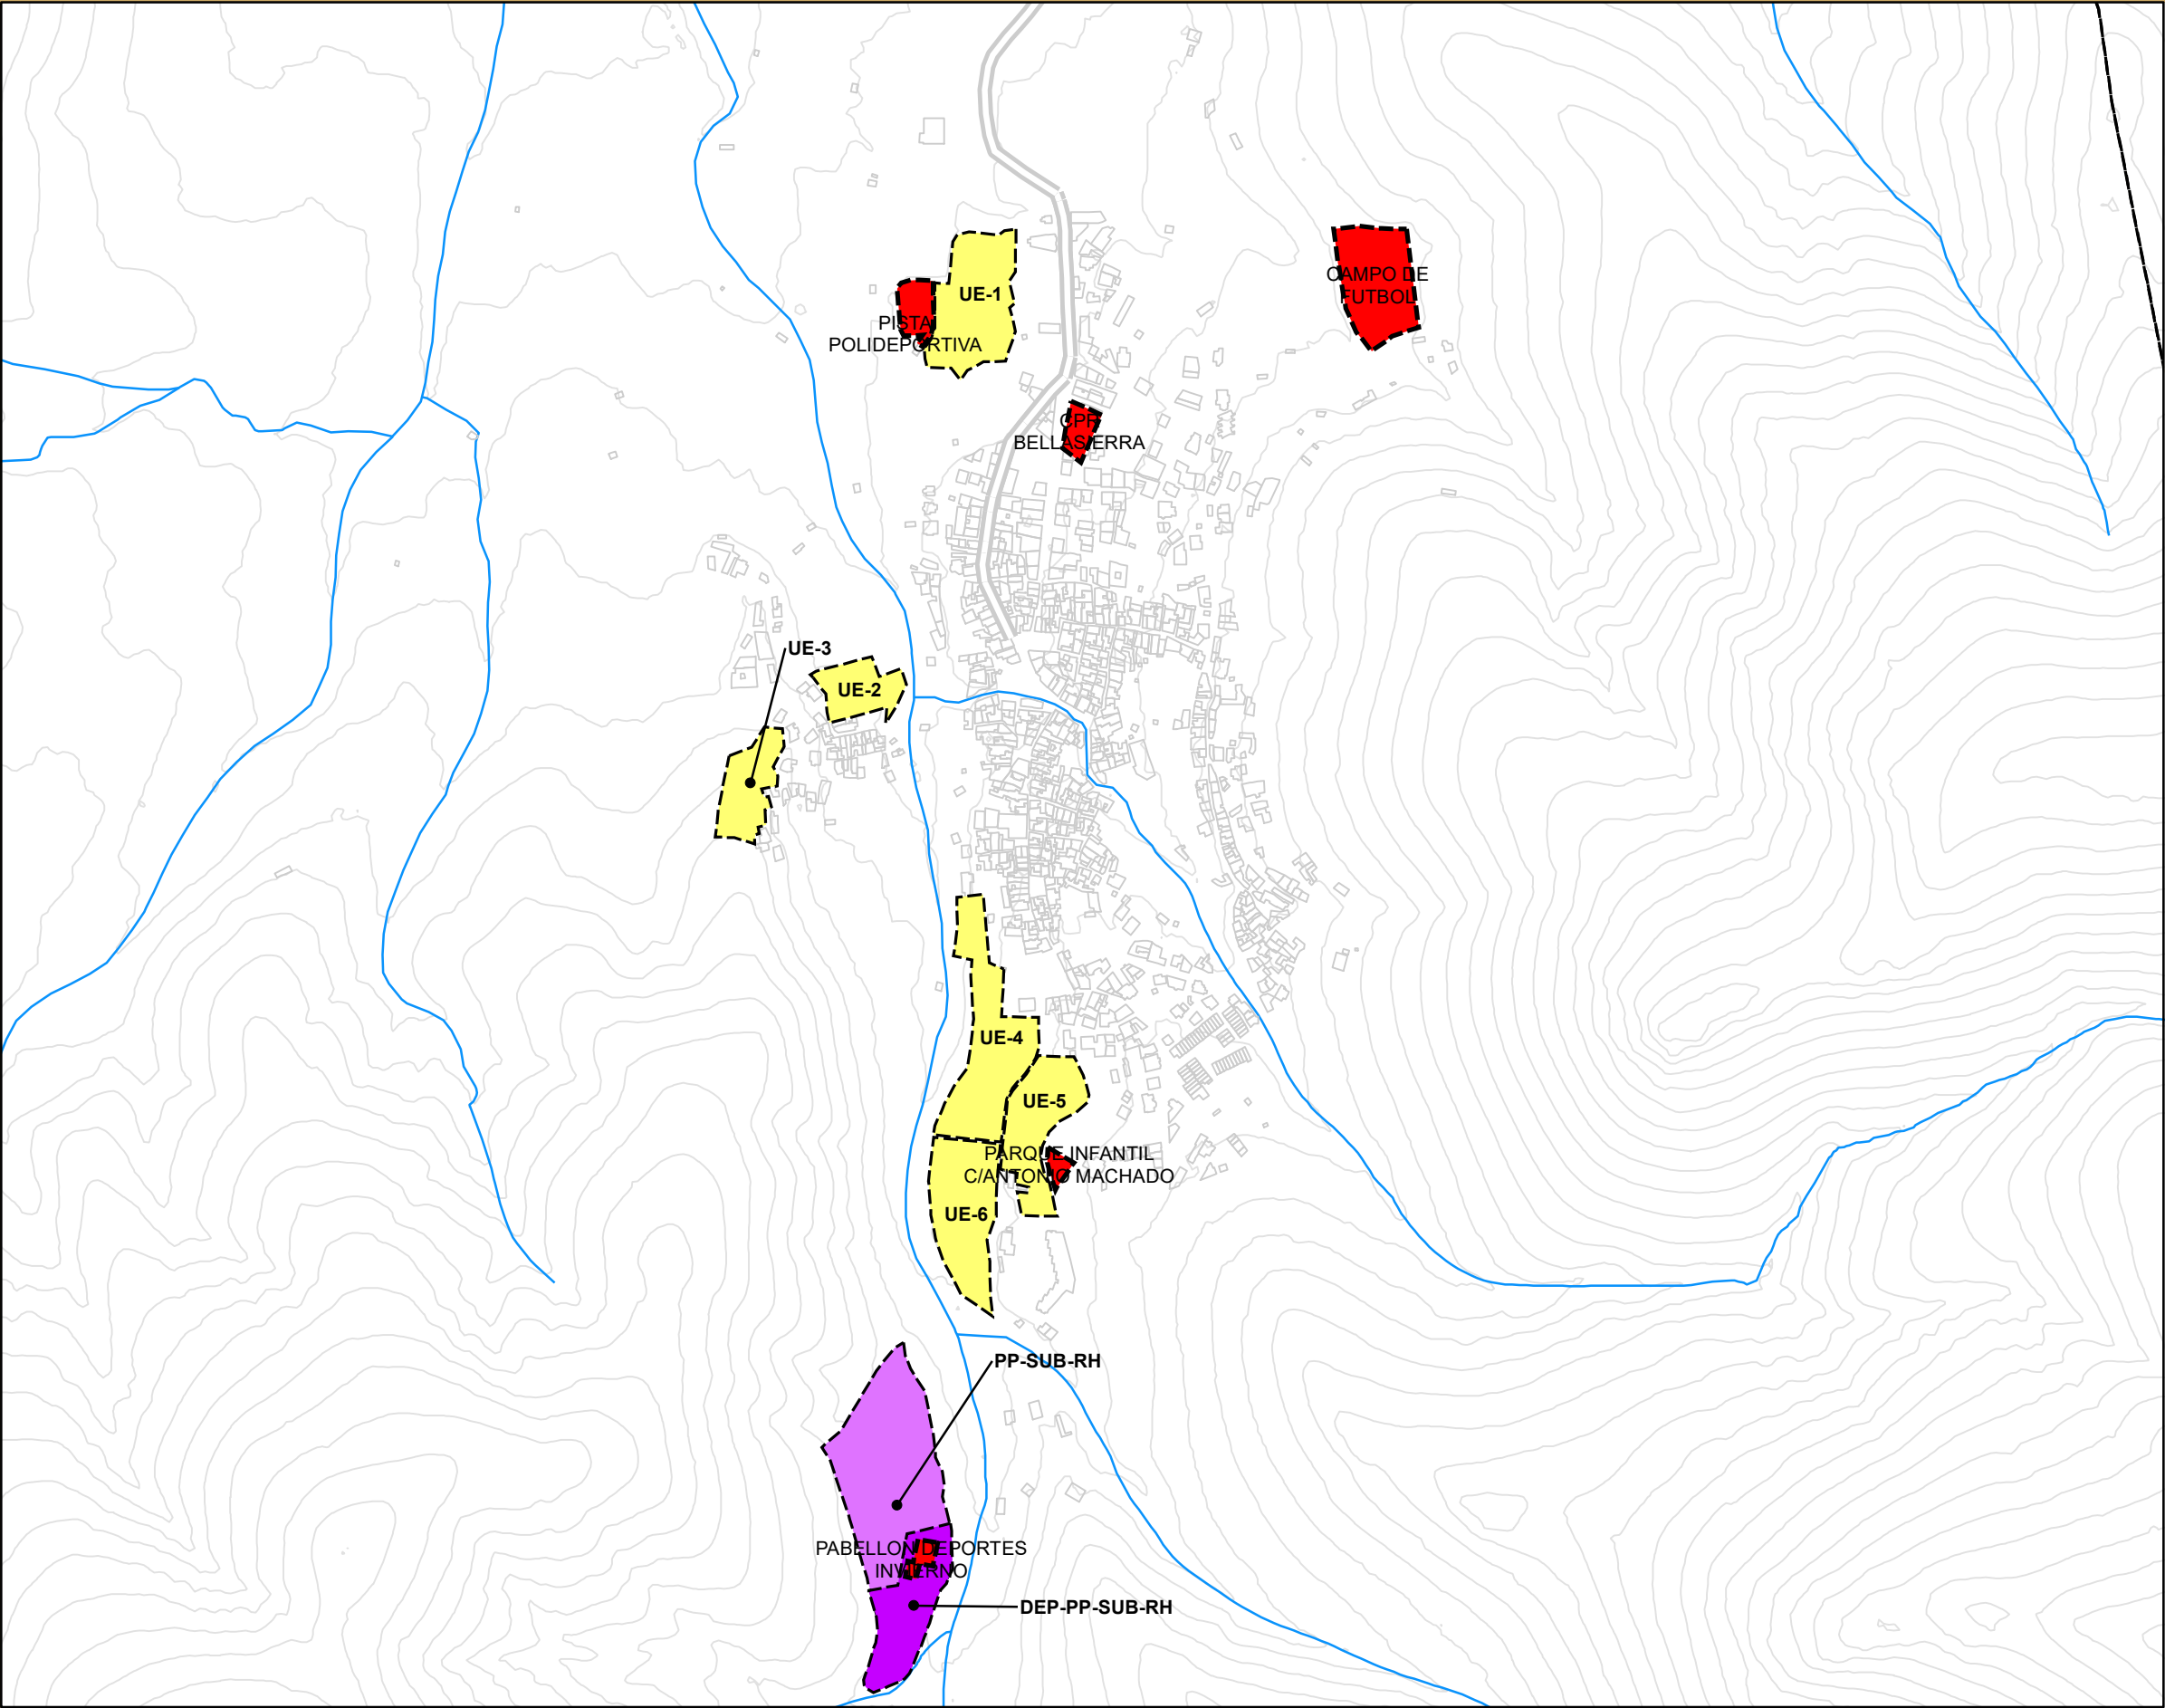 CAMPO DE
FUTBOL
UE-1
PISTA
POLIDEPORTIVA
CPR
BELLASIERRA
UE-3
UE-2
UE-4
UE-5
PARQUE INFANTIL
C/ANTONIO MACHADO
UE-6
PP-SUB-RH
PABELLON DEPORTES
INVIERNO
DEP-PP-SUB-RH